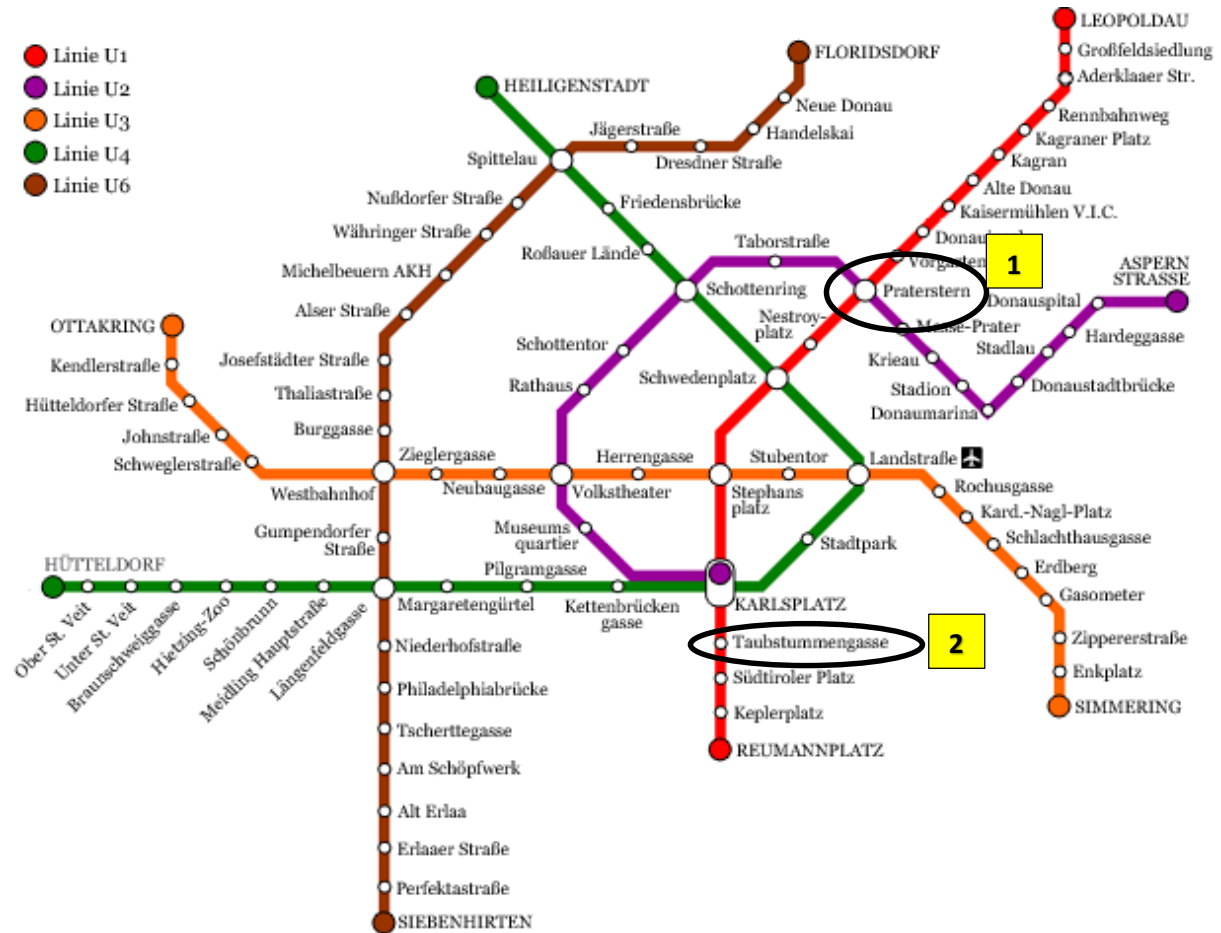 Linie U1
Linie U2
Linie U3
Linie U4
Linie U6
LEOPOLDAU
Großfeldsiedlung
Aderklaaer Str.
Rennbahnweg
Kagraner Platz
Kagran
Alte Donau
Kaisermühlen V.I.C.
1
Praterstern
Nestroy-
platz
Schwedenplatz
Stephans
platz
KARLSPLATZ
Taubstummengasse
2
Südtiroler Platz
Keplerplatz
REUMANNPLATZ
FLORIDSDORF
Neue Donau
Handelskai
Dresdner Straße
Jägerstraße
Spittelau
Nußdorfer Straße
Währinger Straße
Michelbeuern AKH
Alser Straße
Josefstädter Straße
Thaliastraße
Burggasse
Westbahnhof
Gumpendorfer
Straße
Längenfeldgasse
Niederhofstraße
Philadelphiabrücke
Tscherttegasse
Am Schöpfwerk
Alt Erlaa
Erlaaer Straße
Perfektastraße
SIEBENHIRTEN
HEILIGENSTADT
Friedensbrücke
Roßauer Lände
Schottenring
Landstraße
Stadtpark
Kettenbrücken
gasse
Pilgramgasse
Margaretengürtel
Meidling Hauptstraße
Schönbrunn
Hietzing-Zoo
Braunschweiggasse
Unter St. Veit
Ober St. Veit
HÜTTELDORF
ASPERN
STRASSE
Hardeggasse
Donauspital
Stadlau
Donaustadtbrücke
Donaumarina
Stadion
Krieau
Messe-Prater
Taborstraße
Schottentor
Rathaus
Volkstheater
Museums
quartier
OTTAKRING
Kendlerstraße
Hütteldorfer Straße
Johnstraße
Schweglerstraße
Zieglergasse
Neubaugasse
Herrengasse
Stubentor
Rochusgasse
Kard.-Nagl-Platz
Schlachthausgasse
Erdberg
Gasometer
Zippererstraße
Enkplatz
SIMMERING